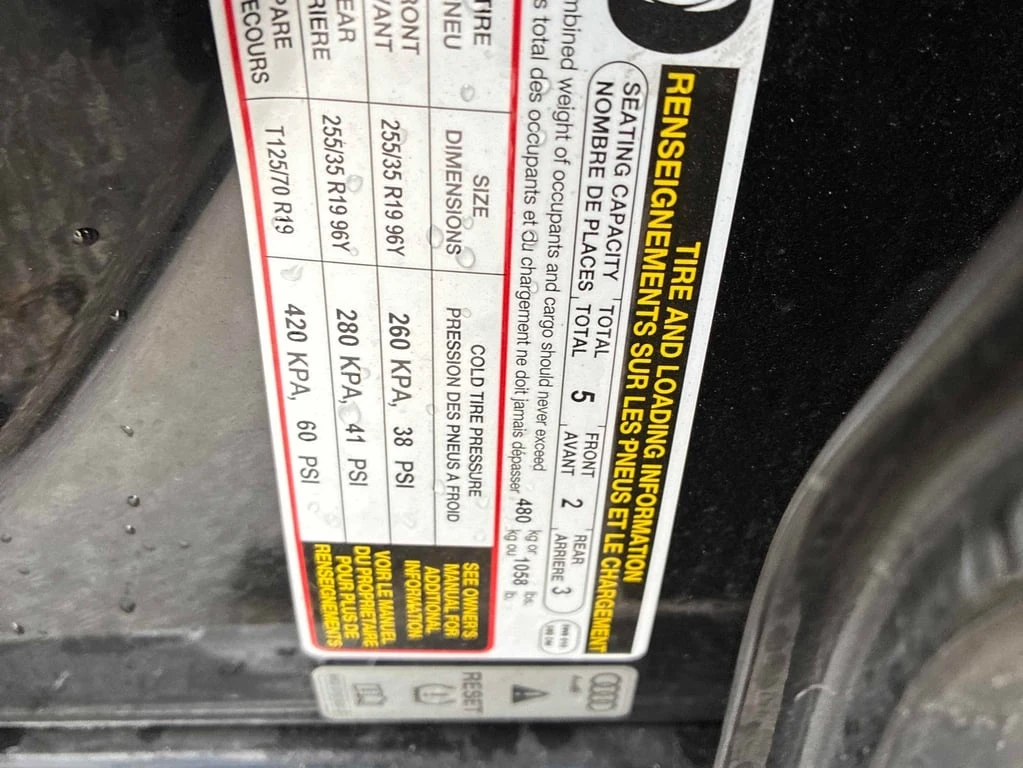 TIRE AND LOADING INFORMATION
RENSEIGNEMENTS SUR LES PNEUS ET LE CHARGEMENT
SEATING CAPACITY TOTAL 5 FRONT 2 REAR 3
NOMBRE DE PLACES TOTAL AVANT ARRIERE
mbined weight of occupants and cargo should never exceed 480 kg or 1058 lbs.
s total des occupants et du chargement ne doit jamais dépasser kg ou lb.
TIRE SIZE COLD TIRE PRESSURE
NEU DIMENSIONS PRESSION DES PNEUS A FROID
RONT 255/35 R19 96Y 260 KPA, 38 PSI
VANT
EAR 255/35 R19 96Y 280 KPA, 41 PSI
RIERE
PARE T125/70 R19 420 KPA, 60 PSI
ECOURS
SEE OWNER'S
MANUAL FOR
ADDITIONAL
INFORMATION
VOIR LE MANUEL
DU PROPRIETAIRE
POUR PLUS DE
RENSEIGNEMENTS
Audi
RESET